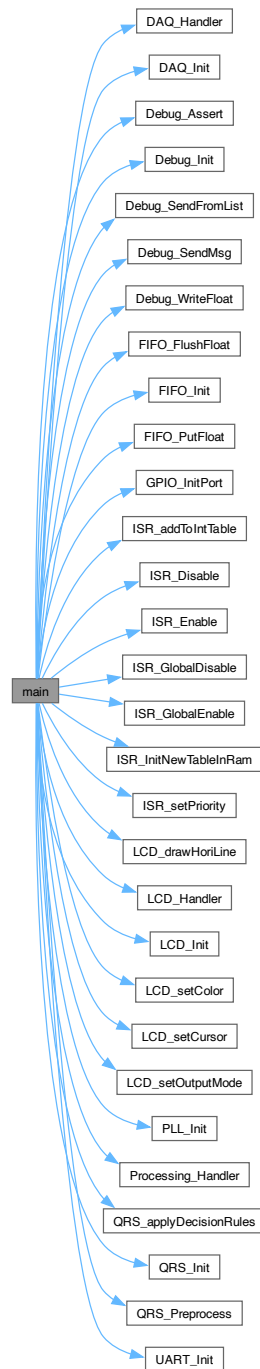 DAQ_Handler
DAQ_Init
Debug_Assert
Debug_Init
Debug_SendFromList
Debug_SendMsg
Debug_WriteFloat
FIFO_FlushFloat
FIFO_Init
FIFO_PutFloat
GPIO_InitPort
ISR_addToIntTable
ISR_Disable
ISR_Enable
ISR_GlobalDisable
main
ISR_GlobalEnable
ISR_InitNewTableInRam
ISR_setPriority
LCD_drawHoriLine
LCD_Handler
LCD_Init
LCD_setColor
LCD_setCursor
LCD_setOutputMode
PLL_Init
Processing_Handler
QRS_applyDecisionRules
QRS_Init
QRS_Preprocess
UART_Init